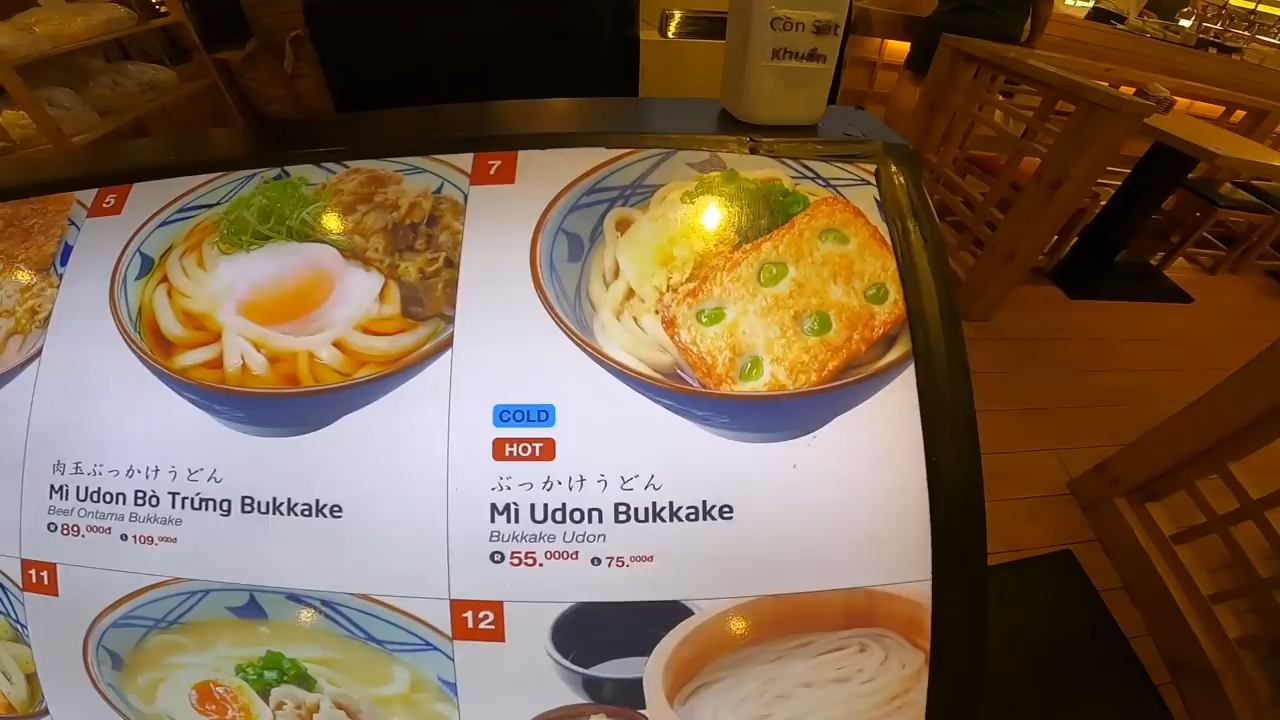 Cồn Sát
Khuẩn
5
肉玉ぶっかけうどん
Mì Udon Bò Trứng Bukkake
Beef Ontama Bukkake
R 89.000đ L 109.000đ
7
COLD
HOT
ぶっかけうどん
Mì Udon Bukkake
Bukkake Udon
R 55.000đ L 75.000đ
11
12